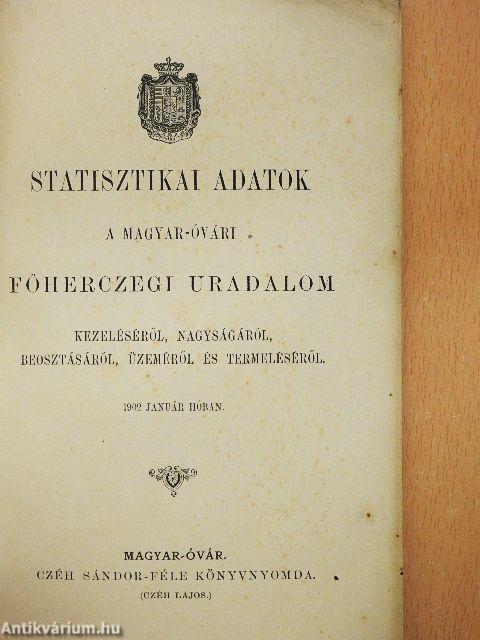 STATISZTIKAI ADATOK
A MAGYAR-ÓVÁRI
FŐHERCZEGI URADALOM
KEZELÉSÉRŐL, NAGYSÁGÁRÓL,
BEOSZTÁSÁRÓL, ÜZEMÉRŐL ÉS TERMELÉSÉRŐL.
1902 JANUÁR HÓBAN.
MAGYAR-ÓVÁR.
CZÉH SÁNDOR-FÉLE KÖNYVNYOMDA.
(CZÉH LAJOS.)
Antikvárium.hu